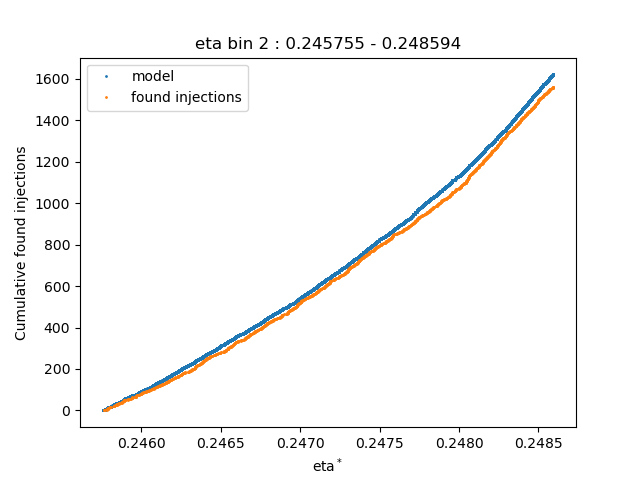 eta bin 2 : 0.245755 - 0.248594
model
found injections
1600
1400
1200
1000
800
600
400
200
0
Cumulative found injections
0.2460 0.2465 0.2470 0.2475 0.2480 0.2485
eta*